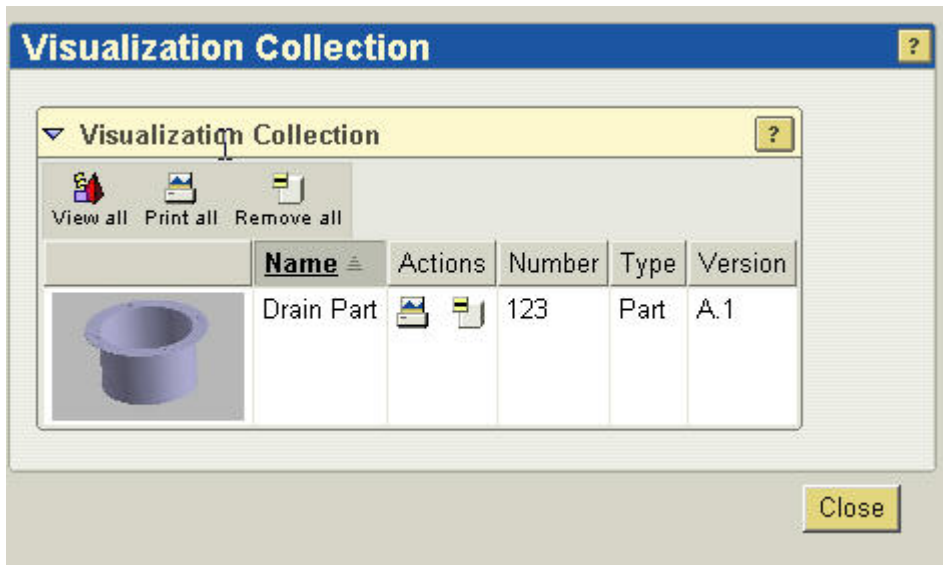 Visualization Collection ?
Visualization Collection ?
View all Print all Remove all
Name Actions Number Type Version
Drain Part 123 Part A.1
Close